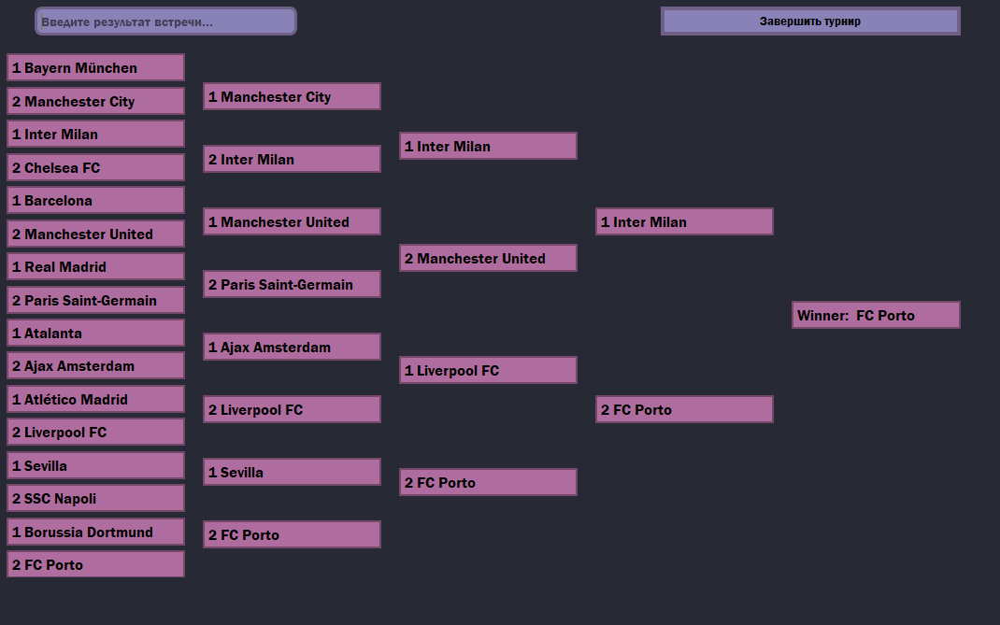 Введите результат встречи...
Завершить турнир
1 Bayern München
2 Manchester City
1 Inter Milan
2 Chelsea FC
1 Barcelona
2 Manchester United
1 Real Madrid
2 Paris Saint-Germain
1 Atalanta
2 Ajax Amsterdam
1 Atlético Madrid
2 Liverpool FC
1 Sevilla
2 SSC Napoli
1 Borussia Dortmund
2 FC Porto
1 Manchester City
2 Inter Milan
1 Manchester United
2 Paris Saint-Germain
1 Ajax Amsterdam
2 Liverpool FC
1 Sevilla
2 FC Porto
1 Inter Milan
2 Manchester United
1 Liverpool FC
2 FC Porto
1 Inter Milan
2 FC Porto
Winner: FC Porto